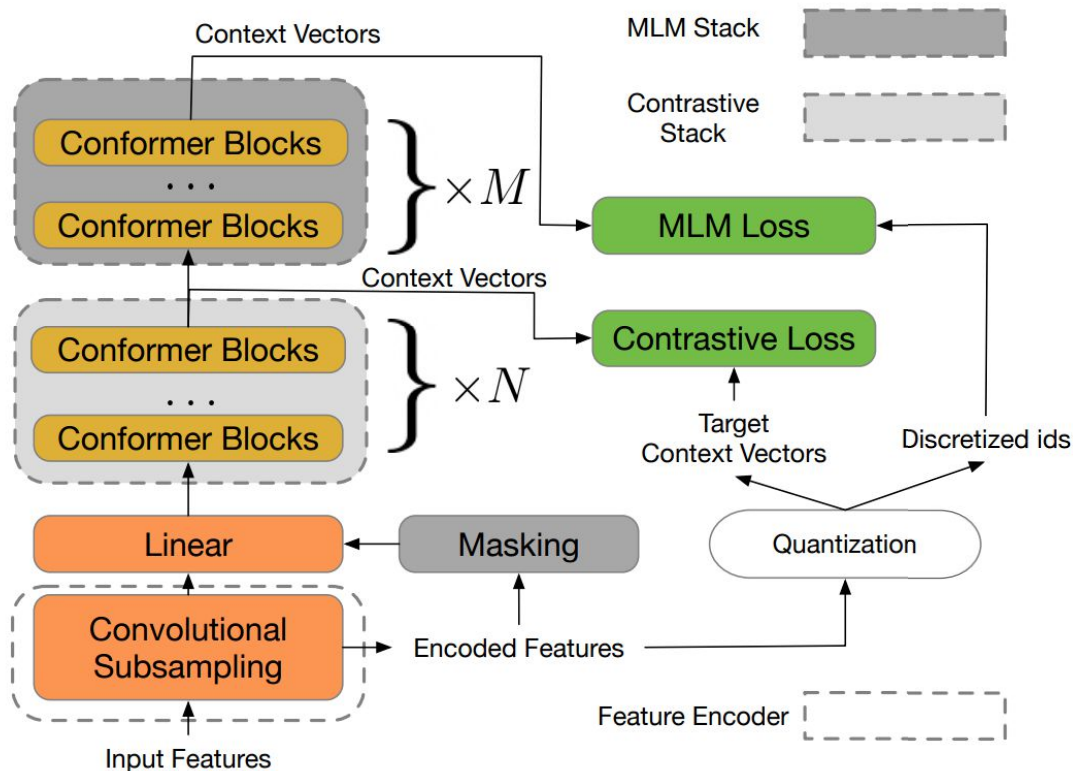 Context Vectors
MLM Stack
Contrastive
Stack
Conformer Blocks
. . .
Conformer Blocks
} × M
MLM Loss
Context Vectors
Contrastive Loss
Conformer Blocks
. . .
Conformer Blocks
} × N
Target
Context Vectors
Discretized ids
Linear
Masking
Quantization
Convolutional
Subsampling
Encoded Features
Feature Encoder
Input Features